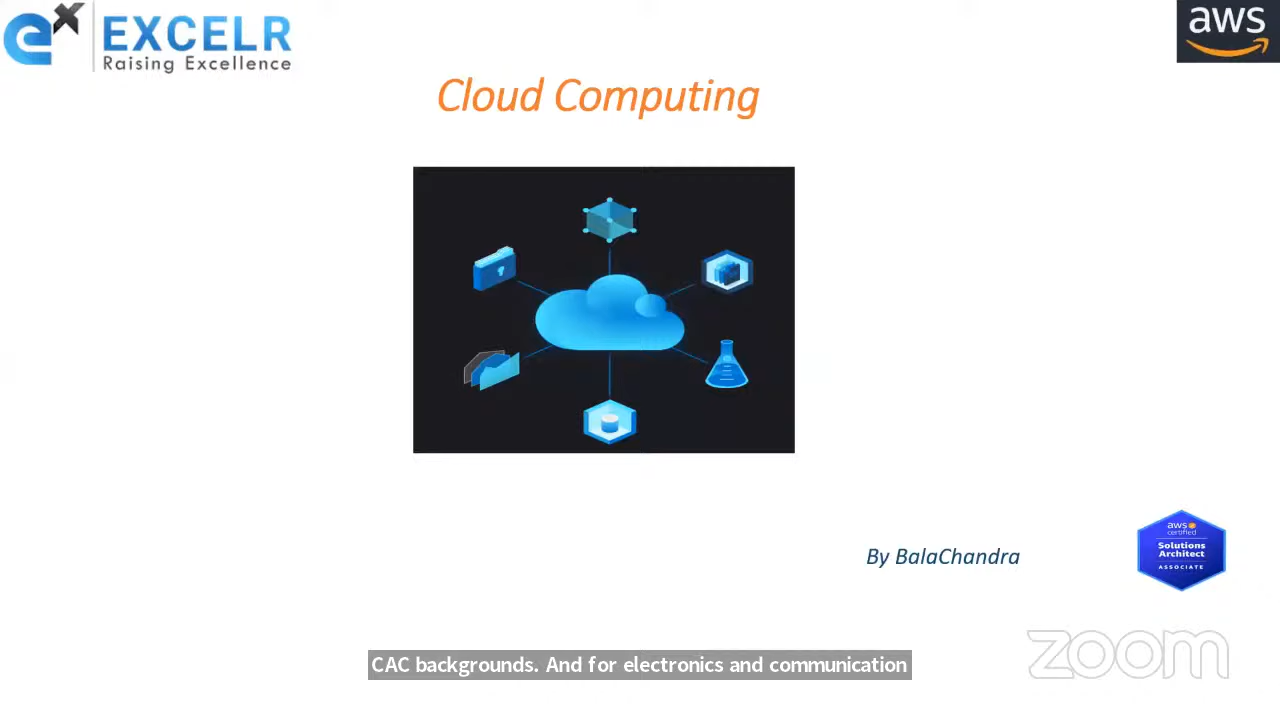 EXCELR
Raising Excellence
aws
Cloud Computing
By BalaChandra
aws
certified
Solutions
Architect
ASSOCIATE
zoom
CAC backgrounds. And for electronics and communication